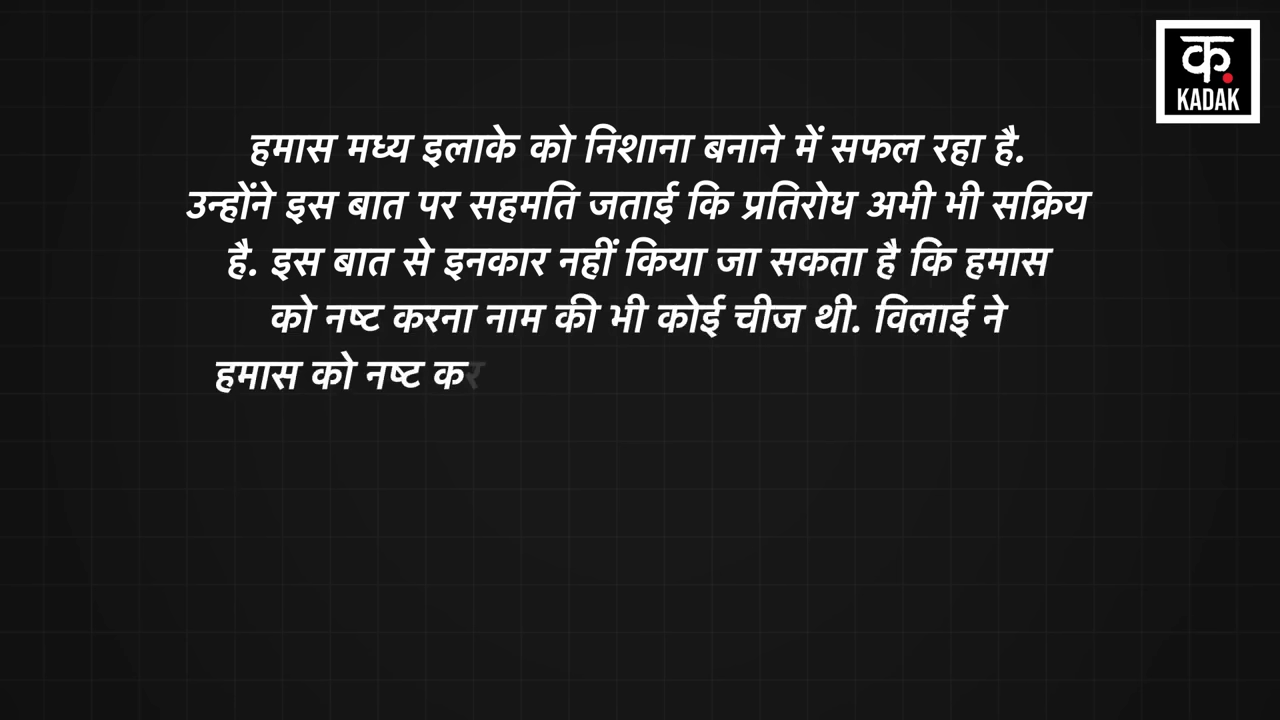 क
KADAK
हमास मध्य इलाके को निशाना बनाने में सफल रहा है.
उन्होंने इस बात पर सहमति जताई कि प्रतिरोध अभी भी सक्रिय
है. इस बात से इनकार नहीं किया जा सकता है कि हमास
को नष्ट करना नाम की भी कोई चीज थी. विलाई ने
हमास को नष्ट कर